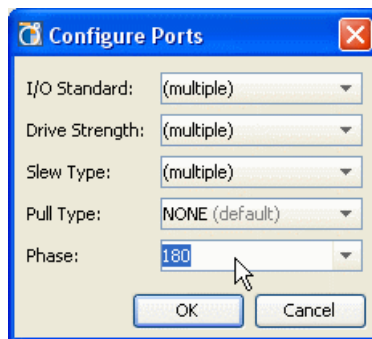 Configure Ports
I/O Standard: (multiple)
Drive Strength: (multiple)
Slew Type: (multiple)
Pull Type: NONE (default)
Phase: 180
OK Cancel